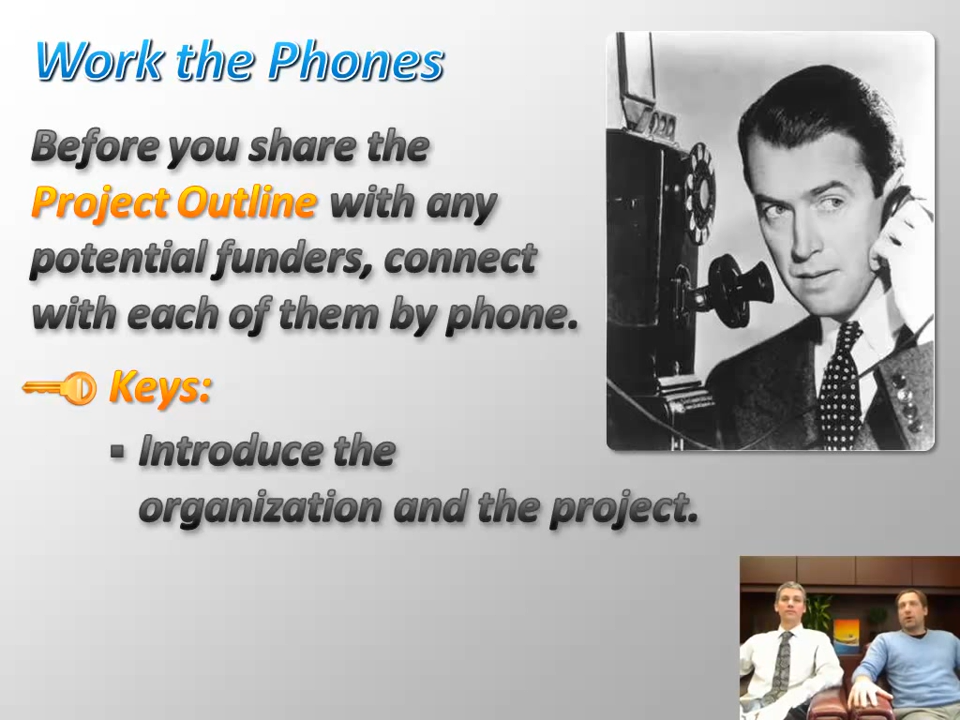 Work the Phones
Before you share the
Project Outline with any
potential funders, connect
with each of them by phone.
Keys:
▪ Introduce the
organization and the project.